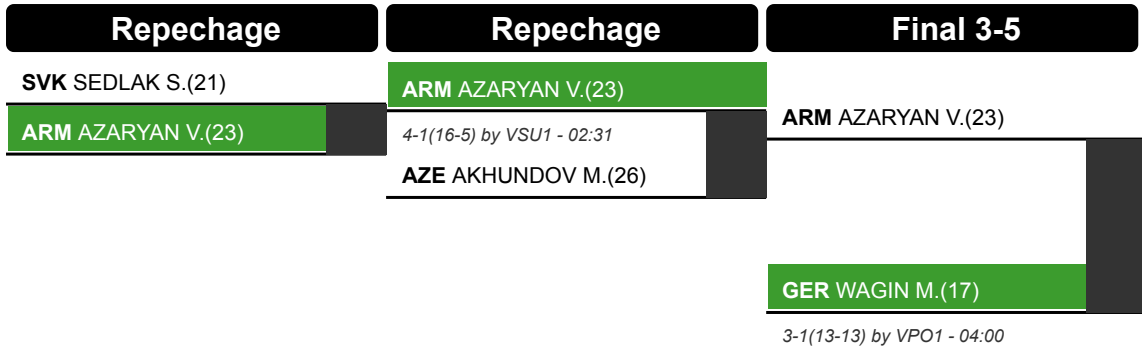 Repechage
Repechage
Final 3-5
SVK SEDLAK S.(21)
ARM AZARYAN V.(23)
ARM AZARYAN V.(23)
4-1(16-5) by VSU1 - 02:31
AZE AKHUNDOV M.(26)
ARM AZARYAN V.(23)
GER WAGIN M.(17)
3-1(13-13) by VPO1 - 04:00